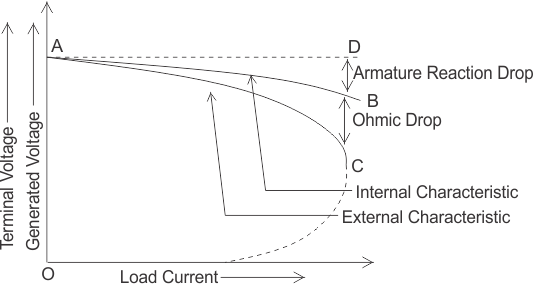 A
D
Armature Reaction Drop
B
Ohmic Drop
C
Internal Characteristic
External Characteristic
Terminal Voltage
Generated Voltage
O
Load Current